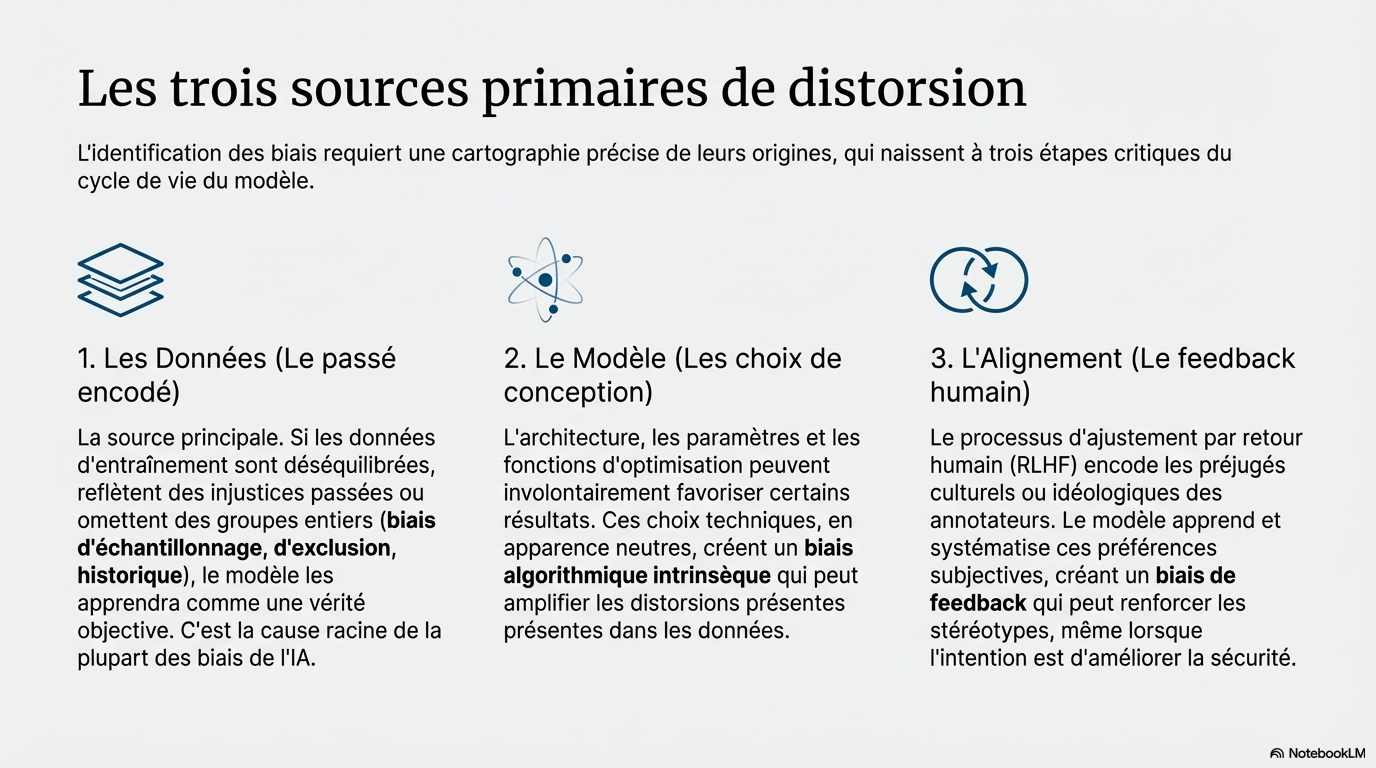 Les trois sources primaires de distorsion
L'identification des biais requiert une cartographie précise de leurs origines, qui naissent à trois étapes critiques du
cycle de vie du modèle.
1. Les Données (Le passé
encodé)
La source principale. Si les données
d'entraînement sont déséquilibrées,
reflètent des injustices passées ou
omettent des groupes entiers (biais
d'échantillonnage, d'exclusion,
historique), le modèle les
apprendra comme une vérité
objective. C'est la cause racine de la
plupart des biais de l'IA.
2. Le Modèle (Les choix de
conception)
L'architecture, les paramètres et les
fonctions d'optimisation peuvent
involontairement favoriser certains
résultats. Ces choix techniques, en
apparence neutres, créent un biais
algorithmique intrinsèque qui peut
amplifier les distorsions présentes
présentes dans les données.
3. L'Alignement (Le feedback
humain)
Le processus d'ajustement par retour
humain (RLHF) encode les préjugés
culturels ou idéologiques des
annotateurs. Le modèle apprend et
systématise ces préférences
subjectives, créant un biais de
feedback qui peut renforcer les
stéréotypes, même lorsque
l'intention est d'améliorer la sécurité.
NotebookLM